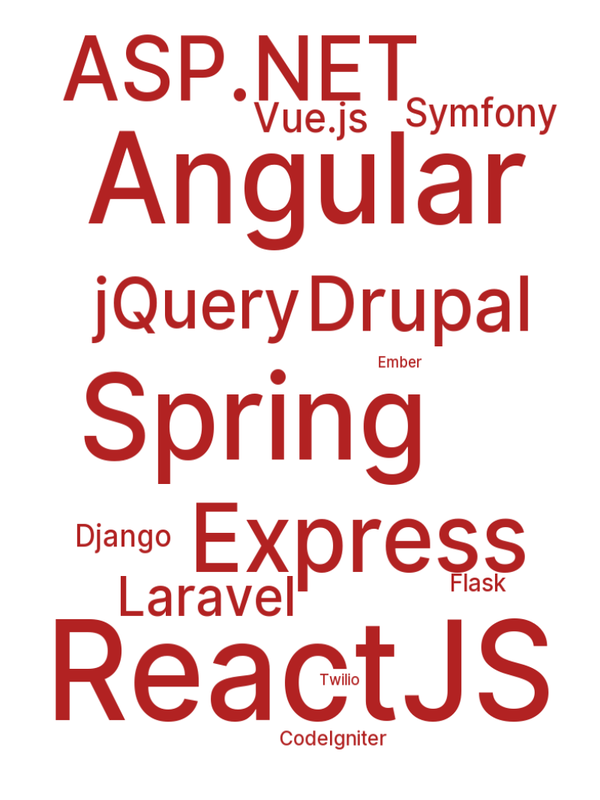 ASP.NET
Vue.js
Symfony
Angular
jQuery
Drupal
Ember
Spring
Express
Django
Flask
Laravel
ReactJS
Twilio
CodeIgniter